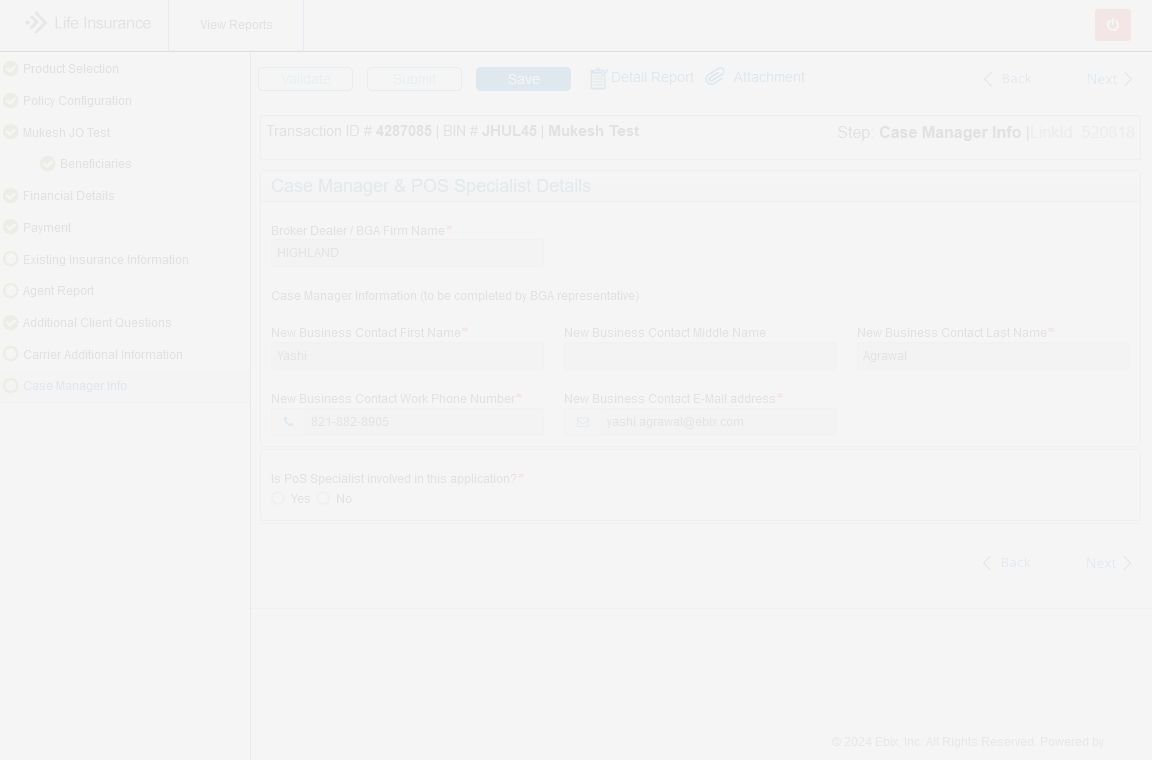 Life Insurance
View Reports
Product Selection
Policy Configuration
Mukesh JO Test
Beneficiaries
Financial Details
Payment
Existing Insurance Information
Agent Report
Additional Client Questions
Carrier Additional Information
Case Manager Info
Validate Submit Save Detail Report Attachment Back Next
Transaction ID # 4287085 | BIN # JHUL45 | Mukesh Test
Step: Case Manager Info |LinkId: 520818
Case Manager & POS Specialist Details
Broker Dealer / BGA Firm Name*
HIGHLAND
Case Manager Information (to be completed by BGA representative)
New Business Contact First Name* New Business Contact Middle Name New Business Contact Last Name*
Yashi Agrawal
New Business Contact Work Phone Number* New Business Contact E-Mail address*
821-882-8905 yashi.agrawal@ebix.com
Is PoS Specialist involved in this application?*
Yes No
Back Next
© 2024 Ebix, Inc. All Rights Reserved. Powered by